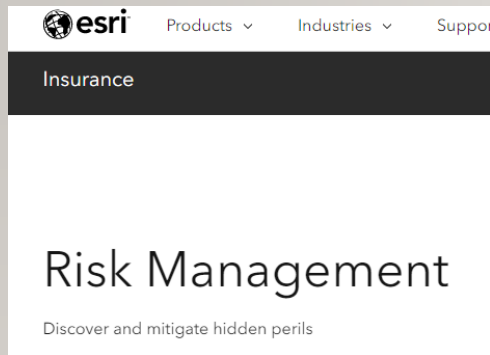 esri Products Industries
Insurance
Risk Management
Discover and mitigate hidden perils